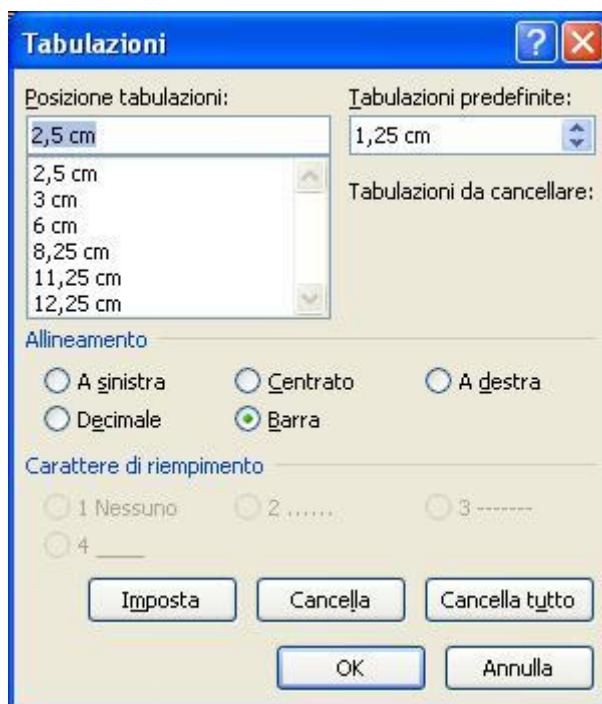 Tabulazioni
Posizione tabulazioni:
Tabulazioni predefinite:
2,5 cm
1,25 cm
2,5 cm
3 cm
6 cm
8,25 cm
11,25 cm
12,25 cm
Tabulazioni da cancellare:
Allineamento
A sinistra
Centrato
A destra
Decimale
Barra
Carattere di riempimento
1 Nessuno
2 ......
3 -------
4 ____
Imposta
Cancella
Cancella tutto
OK
Annulla